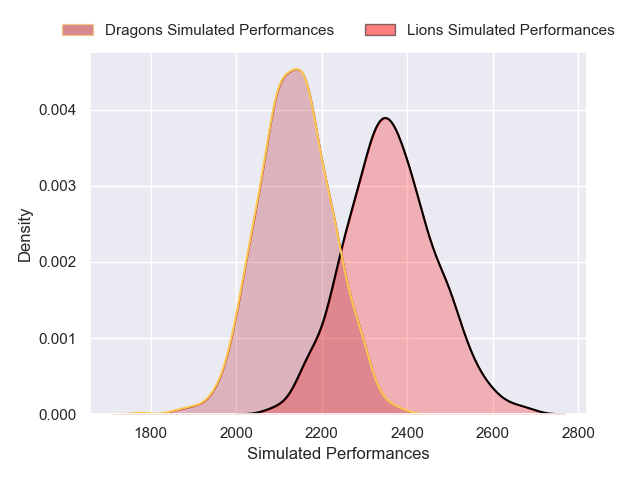 Dragons Simulated Performances Lions Simulated Performances
0.004
0.003
0.002
0.001
0.000
Density
1800 2000 2200 2400 2600 2800
Simulated Performances